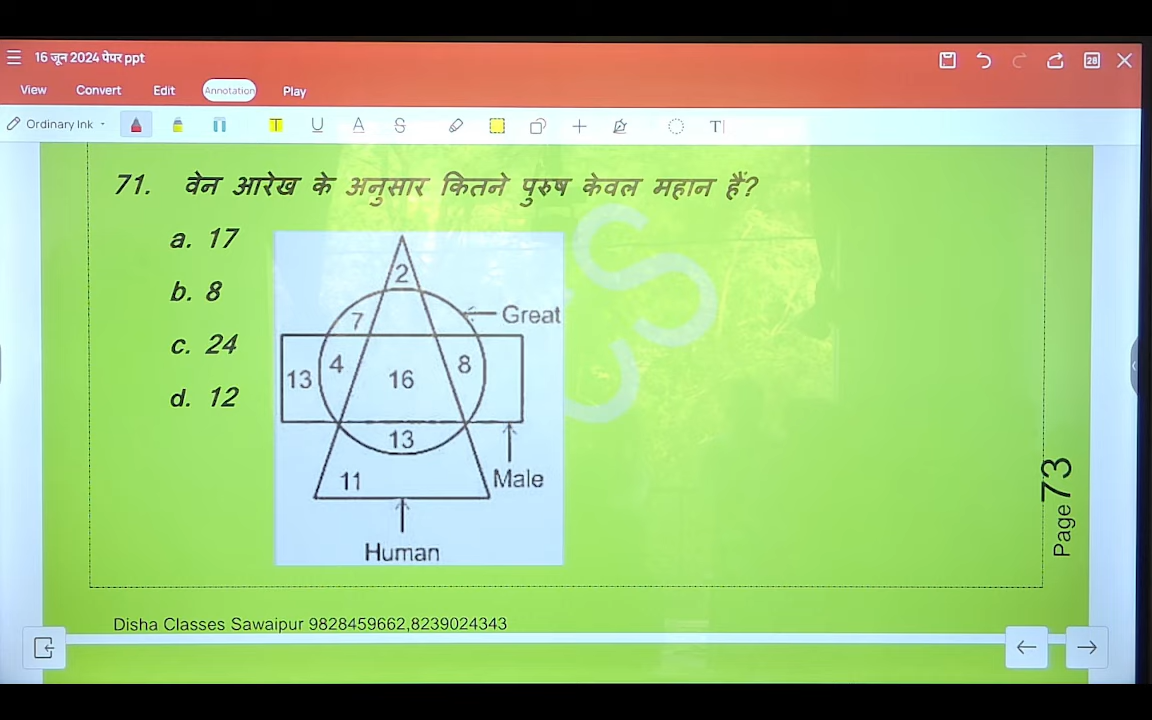 16 जून 2024 पेपर ppt
28
View Convert Edit Annotation Play
Ordinary Ink T U A S T
71. वेन आरेख के अनुसार कितने पुरुष केवल महान हैं?
a. 17
b. 8
c. 24
d. 12
2
7
Great
13 4 16 8
13
11
Male
Human
CS
Page 73
Disha Classes Sawaipur 9828459662,8239024343